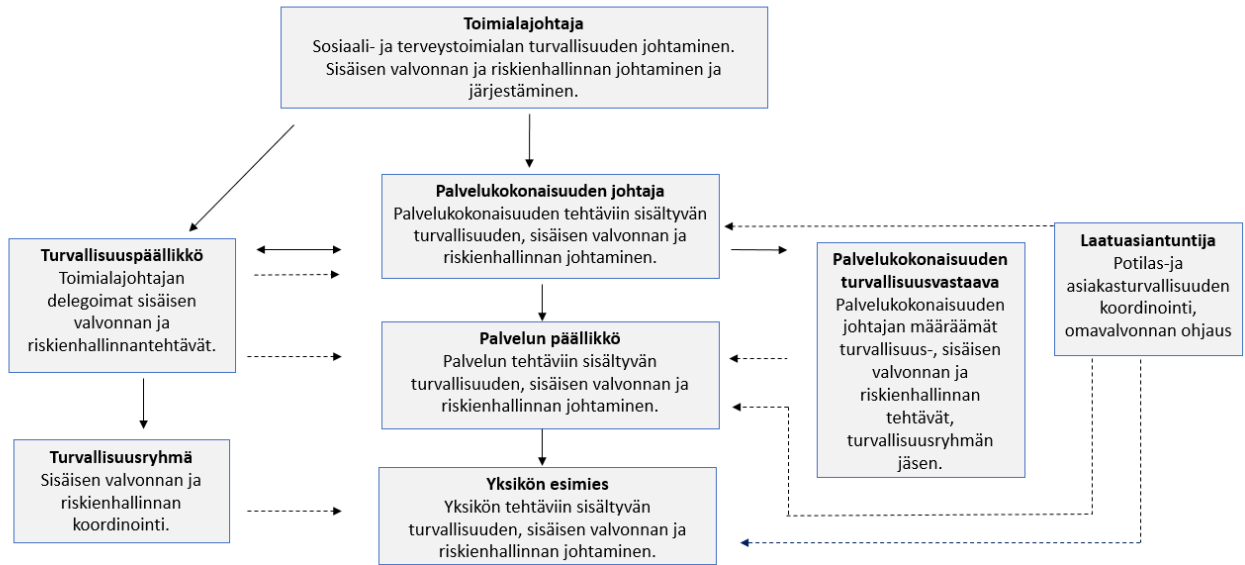 Toimialajohtaja
Sosiaali- ja terveystoimialan turvallisuuden johtaminen.
Sisäisen valvonnan ja riskienhallinnan johtaminen ja
järjestäminen.
Palvelukokonaisuuden johtaja
Palvelukokonaisuuden tehtäviin sisältyvän
turvallisuuden, sisäisen valvonnan ja
riskienhallinnan johtaminen.
Turvallisuuspäällikkö
Toimialajohtajan
delegoimat sisäisen
valvonnan ja
riskienhallinnantehtävät.
Palvelukokonaisuuden
turvallisuusvastaava
Palvelukokonaisuuden
johtajan määräämät
turvallisuus-, sisäisen
valvonnan ja
riskienhallinnan
tehtävät,
turvallisuusryhmän
jäsen.
Laatuasiantuntija
Potilas-ja
asiakasturvallisuuden
koordinointi,
omavalvonnan ohjaus
Palvelun päällikkö
Palvelun tehtäviin sisältyvän
turvallisuuden, sisäisen valvonnan ja
riskienhallinnan johtaminen.
Turvallisuusryhmä
Sisäisen valvonnan ja
riskienhallinnan
koordinointi.
Yksikön esimies
Yksikön tehtäviin sisältyvän
turvallisuuden, sisäisen valvonnan ja
riskienhallinnan johtaminen.